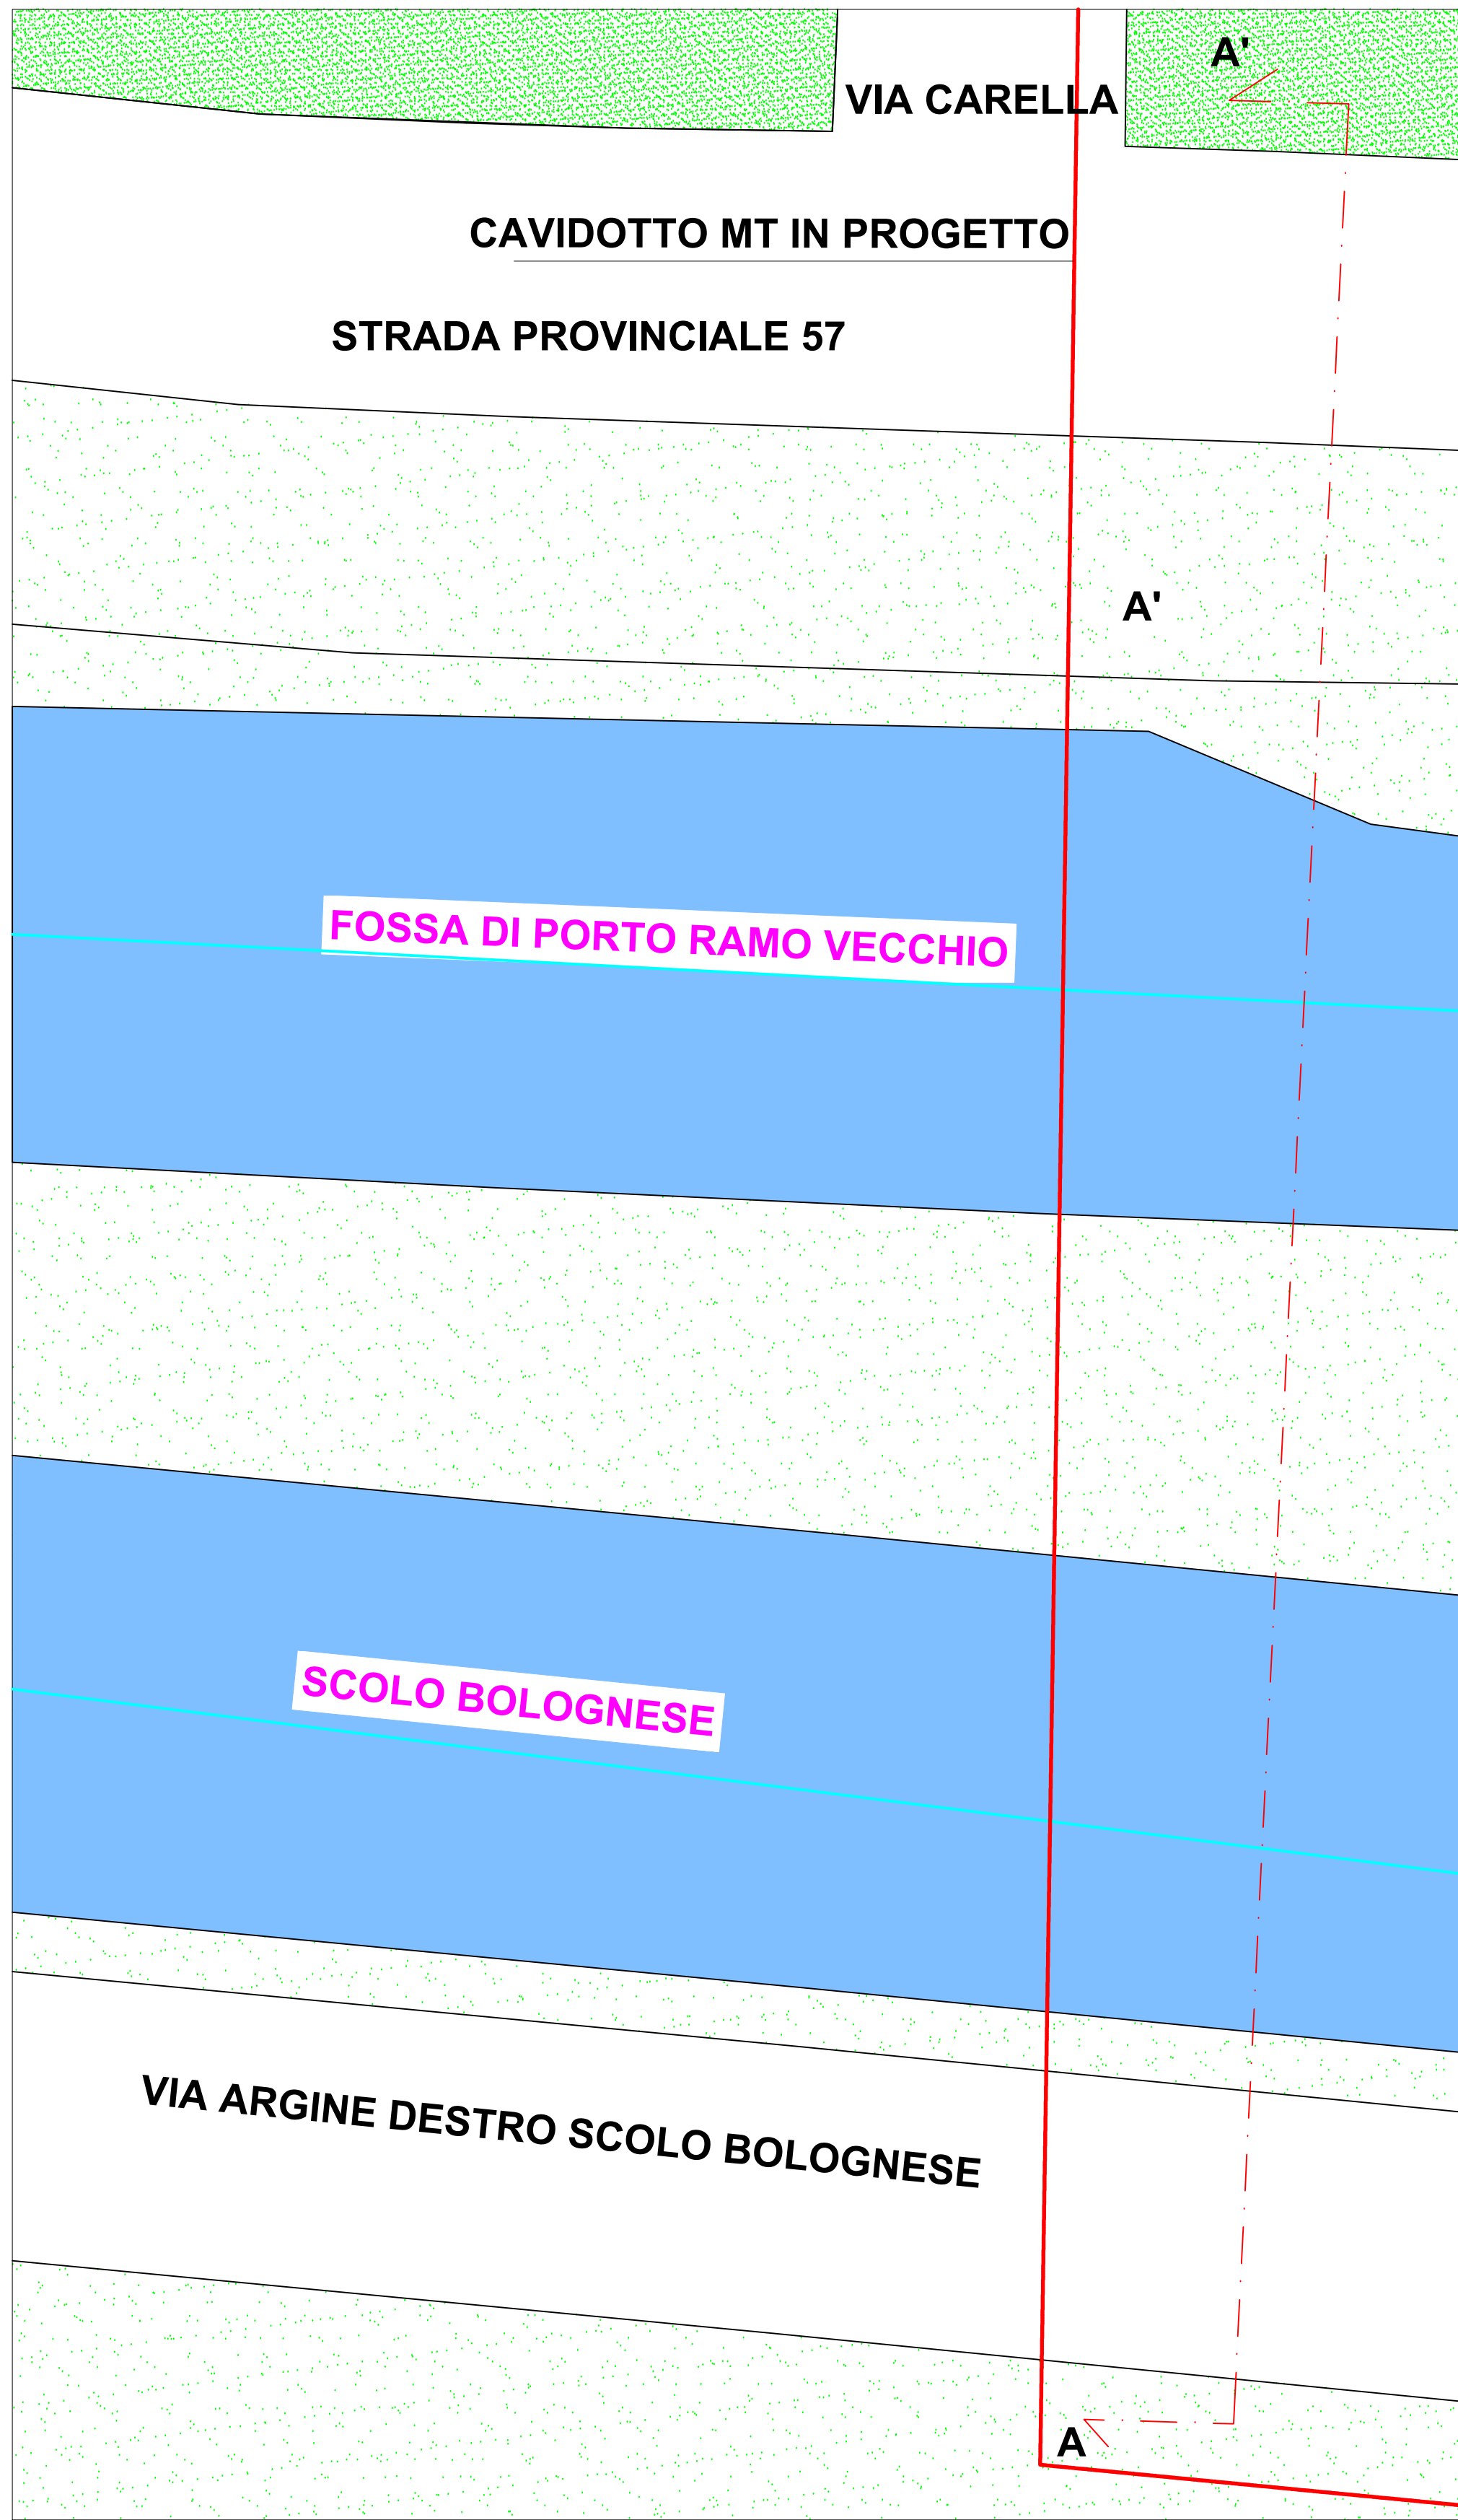 A'
VIA CARELLA
CAVIDOTTO MT IN PROGETTO
STRADA PROVINCIALE 57
A'
FOSSA DI PORTO RAMO VECCHIO
SCOLO BOLOGNESE
VIA ARGINE DESTRO SCOLO BOLOGNESE
A